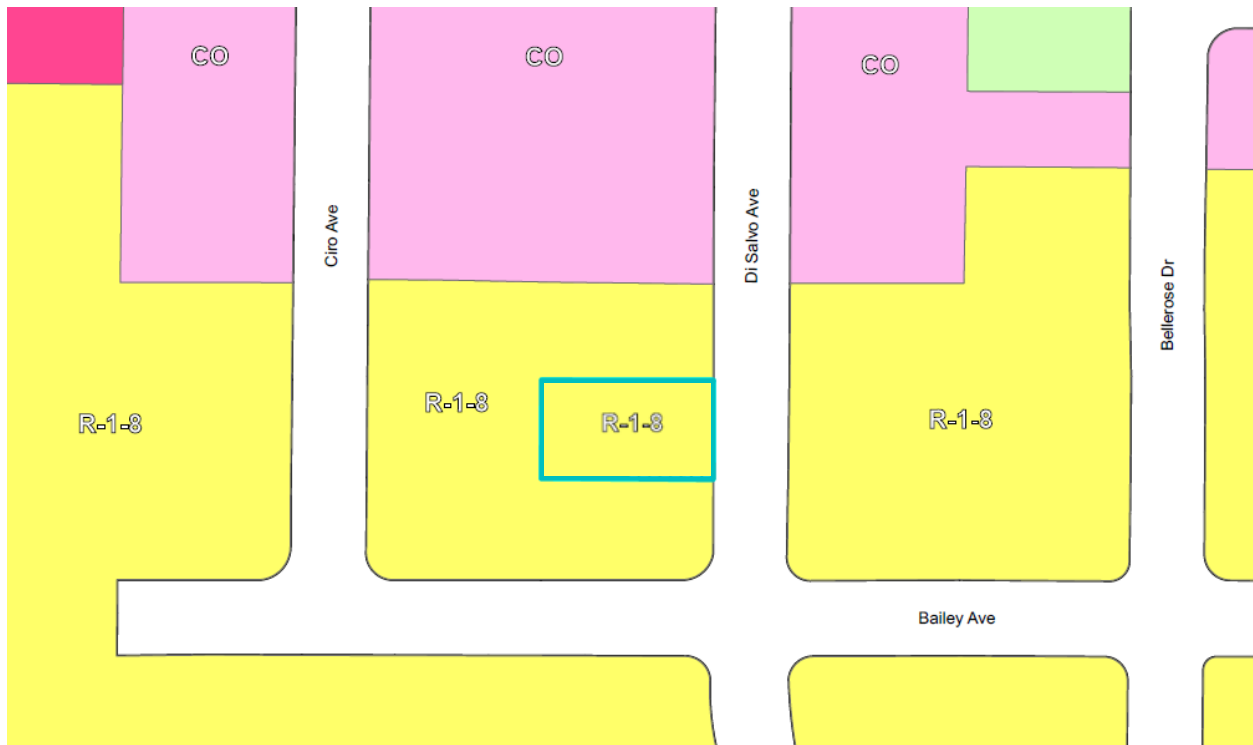 CO
CO
CO
Ciro Ave
Di Salvo Ave
Bellerose Dr
R-1-8
R-1-8
R-1-8
R-1-8
Bailey Ave